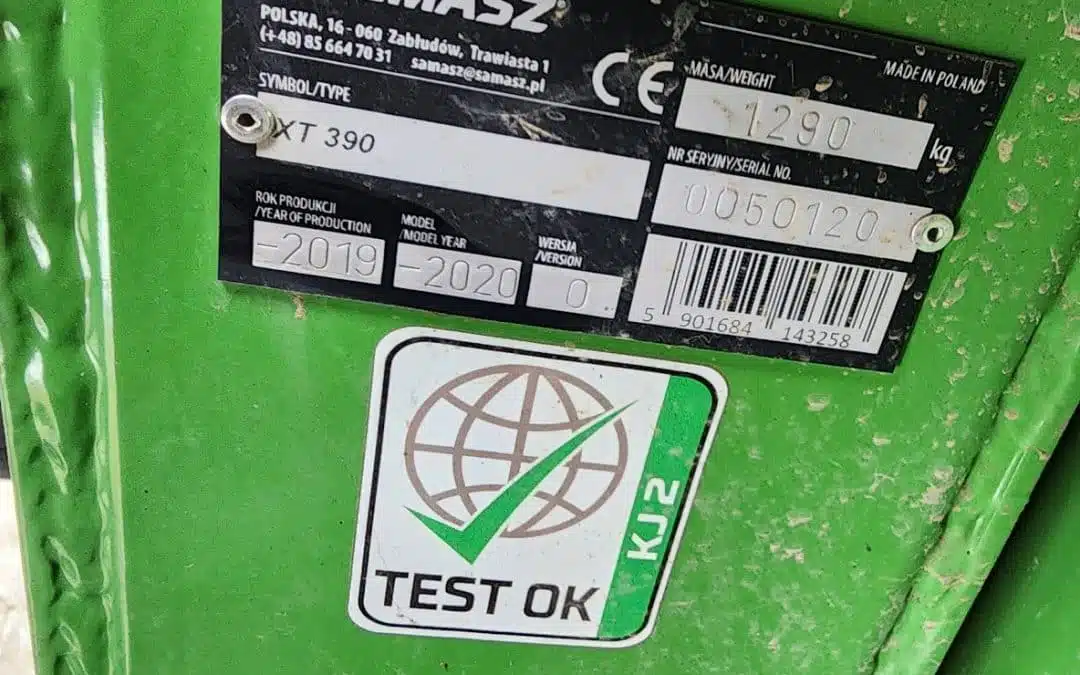 SAMASZ
POLSKA, 16-060 Zabłudów, Trawiasta 1
(+48) 85 664 70 31 samasz@samasz.pl
CE
MADE IN POLAND
MASA/WEIGHT
1290 kg
SYMBOL/TYPE
XT 390
NR SERYJNY/SERIAL NO.
0050120
ROK PRODUKCJI
/YEAR OF PRODUCTION
-2019
MODEL
/MODEL YEAR
-2020
WERSJA
/VERSION
0
5 901684 143258
TEST OK
KJ2